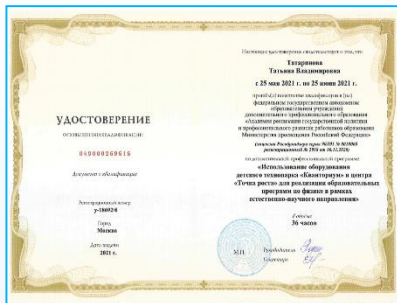 УДОСТОВЕРЕНИЕ
О ПОВЫШЕНИИ КВАЛИФИКАЦИИ
040000269616
Документ о квалификации
Регистрационный номер
у-18692/б
Город
Москва
Дата выдачи
2021 г.
Настоящее удостоверение свидетельствует о том, что
Татаринова
Татьяна Владимировна
с 25 мая 2021 г. по 25 июня 2021 г.
прошёл(а) повышение квалификации в (на)
федеральном государственном автономном
образовательном учреждении
дополнительного профессионального образования
«Академия реализации государственной политики
и профессионального развития работников образования
Министерства просвещения Российской Федерации»
по дополнительной профессиональной программе
«Использование оборудования
детского технопарка «Кванториум» и центра
«Точка роста» для реализации образовательных
программ по физике в рамках
естественно-научного направления»
в объёме
36 часов
М.П.
Руководитель
Секретарь